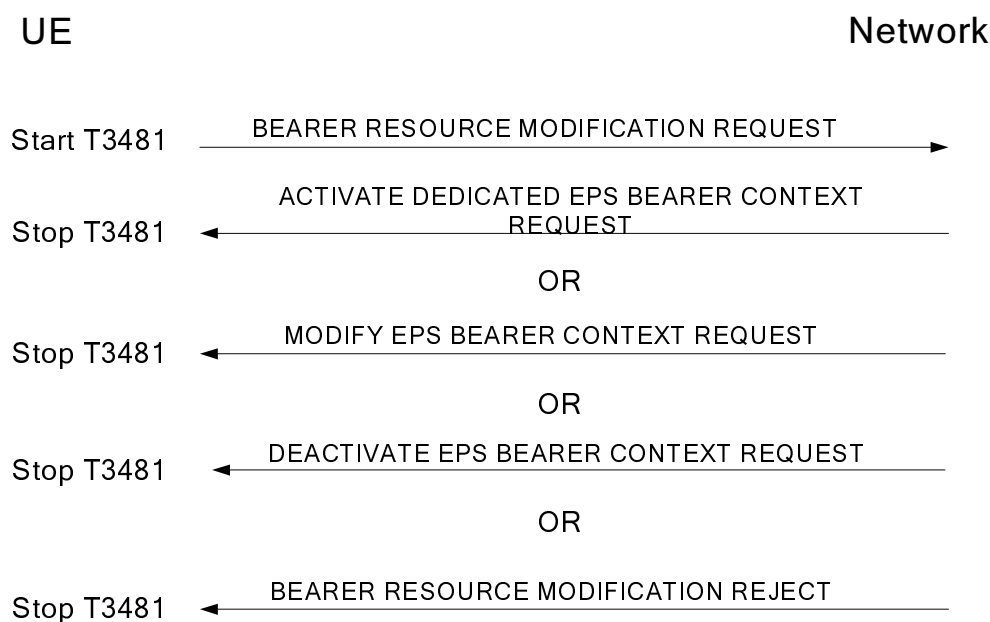 UE Network
Start T3481 BEARER RESOURCE MODIFICATION REQUEST
ACTIVATE DEDICATED EPS BEARER CONTEXT
REQUEST
Stop T3481
OR
MODIFY EPS BEARER CONTEXT REQUEST
Stop T3481
OR
DEACTIVATE EPS BEARER CONTEXT REQUEST
Stop T3481
OR
BEARER RESOURCE MODIFICATION REJECT
Stop T3481